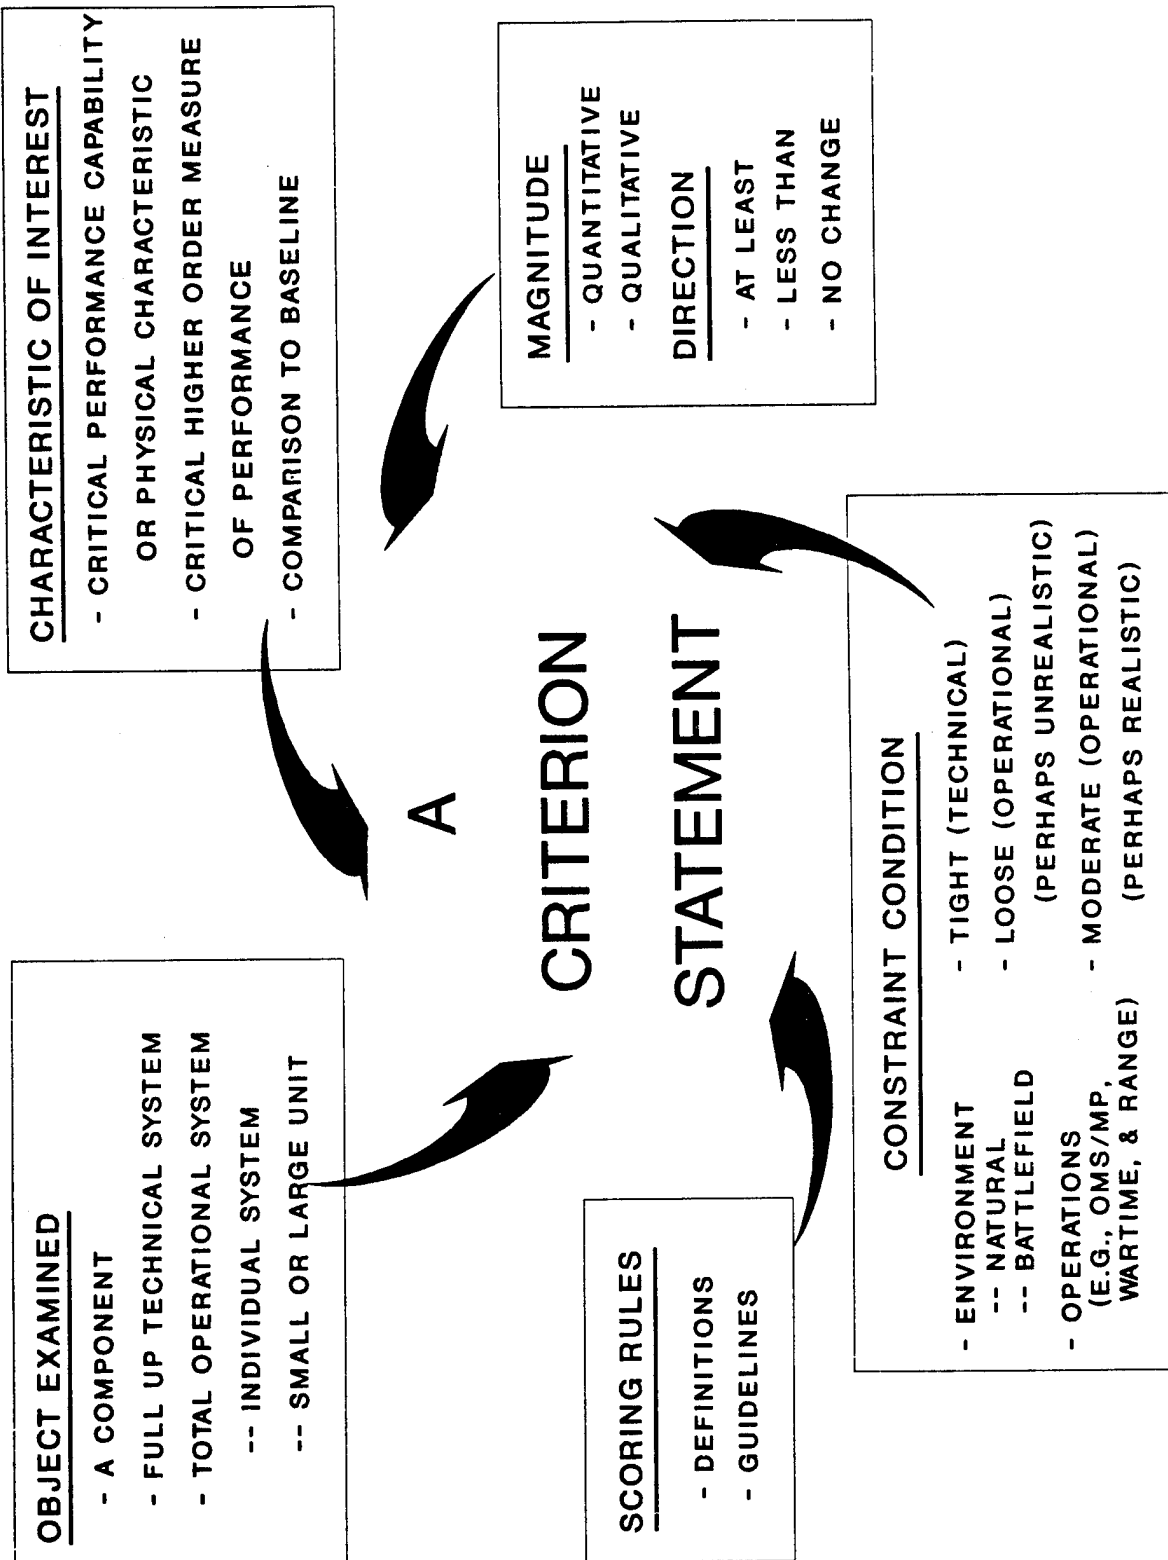 OBJECT EXAMINED
- A COMPONENT
- FULL UP TECHNICAL SYSTEM
- TOTAL OPERATIONAL SYSTEM
-- INDIVIDUAL SYSTEM
-- SMALL OR LARGE UNIT
CHARACTERISTIC OF INTEREST
- CRITICAL PERFORMANCE CAPABILITY
OR PHYSICAL CHARACTERISTIC
- CRITICAL HIGHER ORDER MEASURE
OF PERFORMANCE
- COMPARISON TO BASELINE
A
CRITERION
STATEMENT
SCORING RULES
- DEFINITIONS
- GUIDELINES
MAGNITUDE
- QUANTITATIVE
- QUALITATIVE
DIRECTION
- AT LEAST
- LESS THAN
- NO CHANGE
CONSTRAINT CONDITION
- ENVIRONMENT
-- NATURAL
-- BATTLEFIELD
- OPERATIONS
(E.G., OMS/MP,
WARTIME, & RANGE)
- TIGHT (TECHNICAL)
- LOOSE (OPERATIONAL)
(PERHAPS UNREALISTIC)
- MODERATE (OPERATIONAL)
(PERHAPS REALISTIC)